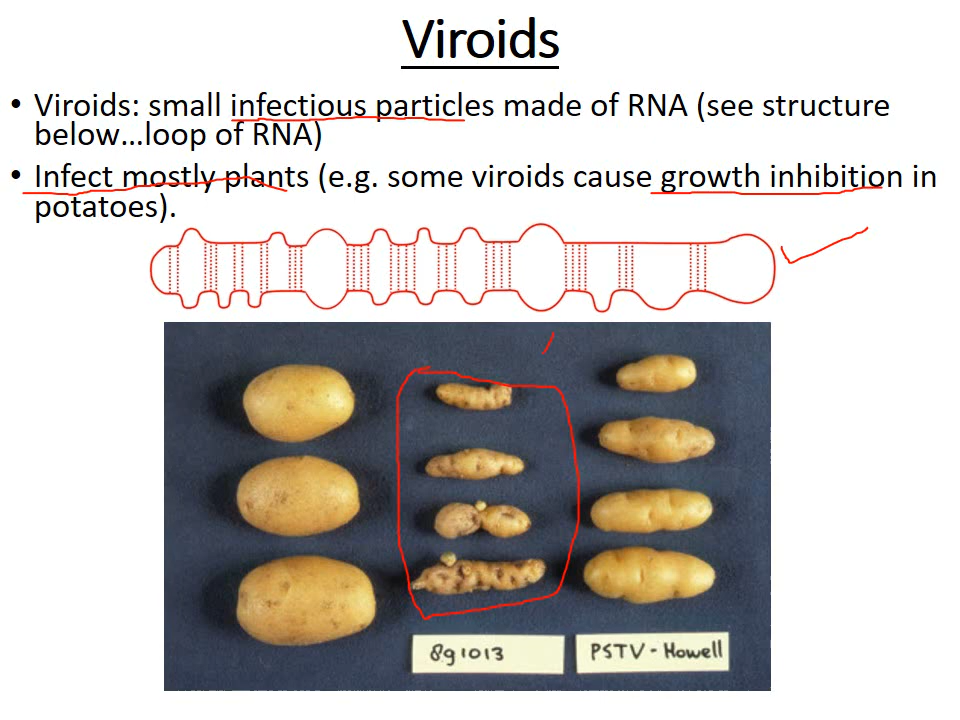 Viroids
• Viroids: small infectious particles made of RNA (see structure
below...loop of RNA)
• Infect mostly plants (e.g. some viroids cause growth inhibition in
potatoes).
8g1013
PSTV - Howell